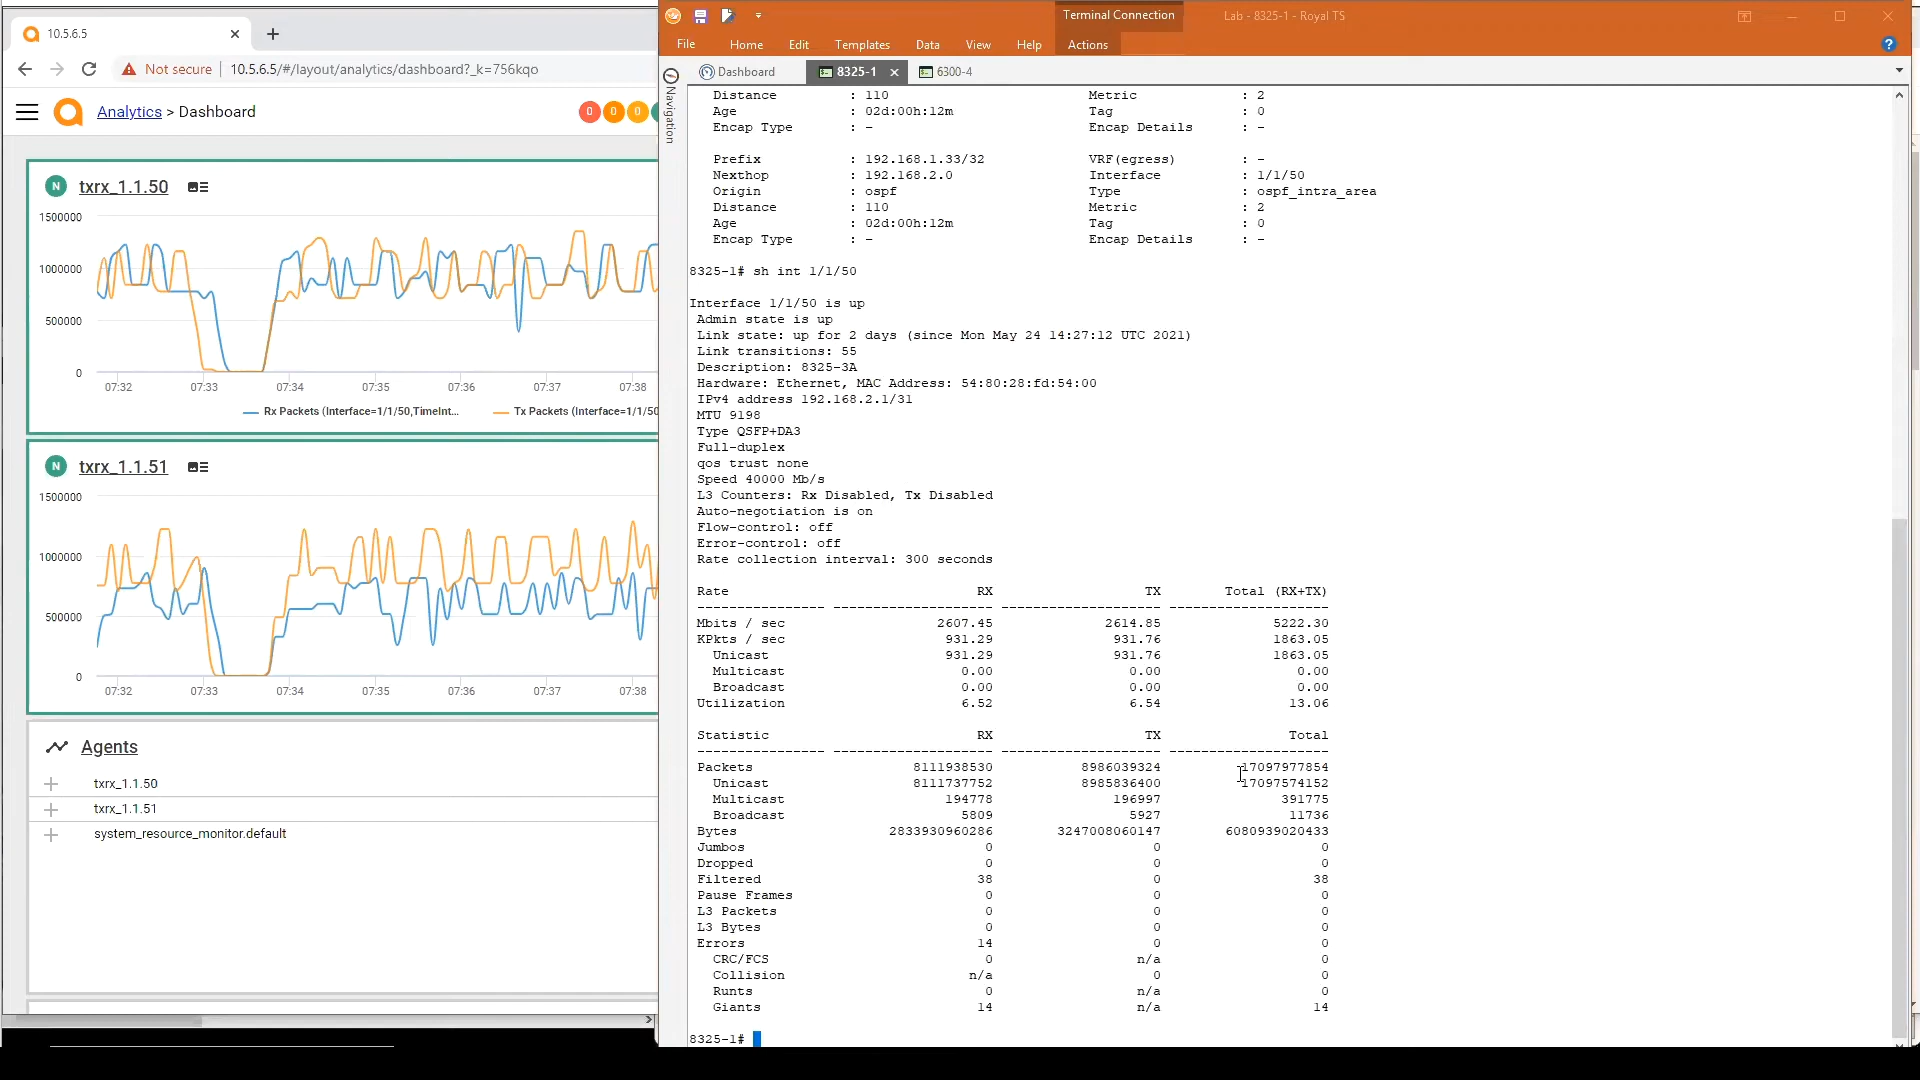 10.5.6.5
Not secure
10.5.6.5/#/layout/analytics/dashboard?_k=756kqo
Analytics > Dashboard
0 0 0
N txrx_1.1.50
1500000
1000000
500000
0
07:32 07:33 07:34 07:35 07:36 07:37 07:38
Rx Packets (Interface=1/1/50,TimeInt... Tx Packets (Interface=1/1/50
N txrx_1.1.51
1500000
1000000
500000
0
07:32 07:33 07:34 07:35 07:36 07:37 07:38
Agents
txrx_1.1.50
txrx_1.1.51
system_resource_monitor.default
Terminal Connection
Lab - 8325-1 - Royal TS
File Home Edit Templates Data View Help Actions
Navigation
Dashboard 8325-1 6300-4
Distance : 110 Metric : 2
Age : 02d:00h:12m Tag : 0
Encap Type : - Encap Details : -
Prefix : 192.168.1.33/32 VRF(egress) : -
Nexthop : 192.168.2.0 Interface : 1/1/50
Origin : ospf Type : ospf_intra_area
Distance : 110 Metric : 2
Age : 02d:00h:12m Tag : 0
Encap Type : - Encap Details : -
8325-1# sh int 1/1/50
Interface 1/1/50 is up
Admin state is up
Link state: up for 2 days (since Mon May 24 14:27:12 UTC 2021)
Link transitions: 55
Description: 8325-3A
Hardware: Ethernet, MAC Address: 54:80:28:fd:54:00
IPv4 address 192.168.2.1/31
MTU 9198
Type QSFP+DA3
Full-duplex
qos trust none
Speed 40000 Mb/s
L3 Counters: Rx Disabled, Tx Disabled
Auto-negotiation is on
Flow-control: off
Error-control: off
Rate collection interval: 300 seconds
Rate RX TX Total (RX+TX)
---------------- -------------------- -------------------- --------------------
Mbits / sec 2607.45 2614.85 5222.30
KPkts / sec 931.29 931.76 1863.05
Unicast 931.29 931.76 1863.05
Multicast 0.00 0.00 0.00
Broadcast 0.00 0.00 0.00
Utilization 6.52 6.54 13.06
Statistic RX TX Total
---------------- -------------------- -------------------- --------------------
Packets 8111938530 8986039324 17097977854
Unicast 8111737752 8985836400 17097574152
Multicast 194778 196997 391775
Broadcast 5809 5927 11736
Bytes 2833930960286 3247008060147 6080939020433
Jumbos 0 0 0
Dropped 0 0 0
Filtered 38 0 38
Pause Frames 0 0 0
L3 Packets 0 0 0
L3 Bytes 0 0 0
Errors 14 0 0
CRC/FCS 0 n/a 0
Collision n/a 0 0
Runts 0 n/a 0
Giants 14 n/a 14
8325-1#